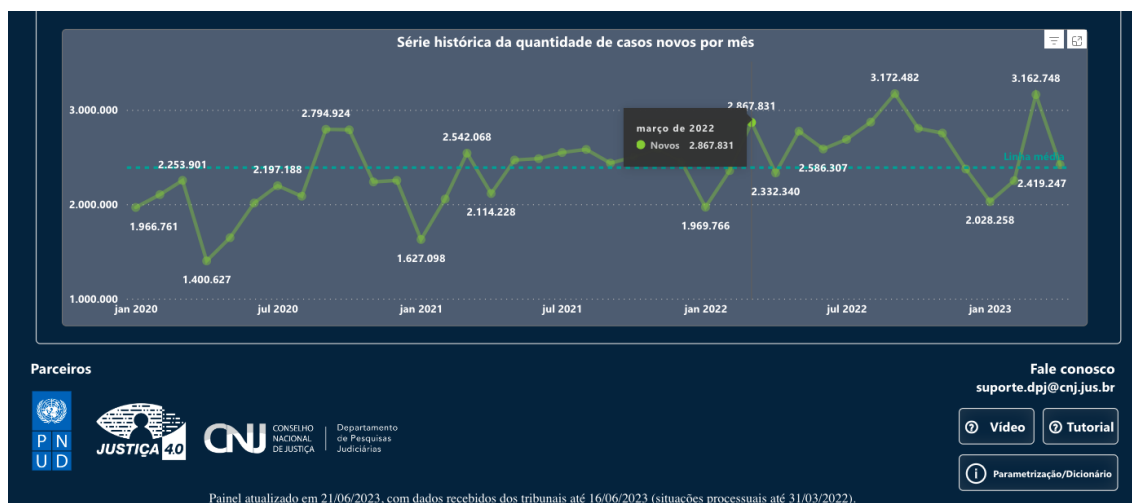 Série histórica da quantidade de casos novos por mês
3.172.482
3.162.748
3.000.000
2.794.924
2.867.831
março de 2022
Novos 2.867.831
2.542.068
2.253.901
2.197.188
2.586.307
Linha média
2.419.247
2.332.340
2.000.000
2.114.228
1.966.761
1.969.766
2.028.258
1.627.098
1.400.627
1.000.000
jan 2020
jul 2020
jan 2021
jul 2021
jan 2022
jul 2022
jan 2023
Parceiros
Fale conosco
suporte.dpj@cnj.jus.br
P N
U D
JUSTIÇA 4.0
CNJ
CONSELHO
NACIONAL
DE JUSTIÇA
Departamento
de Pesquisas
Judiciárias
Vídeo
Tutorial
Parametrização/Dicionário
Painel atualizado em 21/06/2023, com dados recebidos dos tribunais até 16/06/2023 (situações processuais até 31/03/2022).